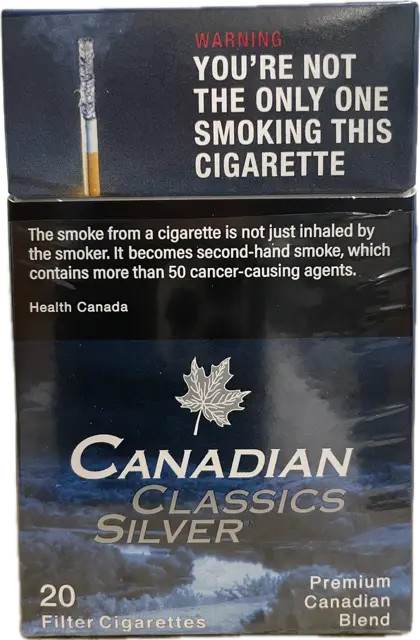 WARNING
YOU'RE NOT
THE ONLY ONE
SMOKING THIS
CIGARETTE
The smoke from a cigarette is not just inhaled by
the smoker. It becomes second-hand smoke, which
contains more than 50 cancer-causing agents.
Health Canada
CANADIAN
CLASSICS
SILVER
20
Filter Cigarettes
Premium
Canadian
Blend